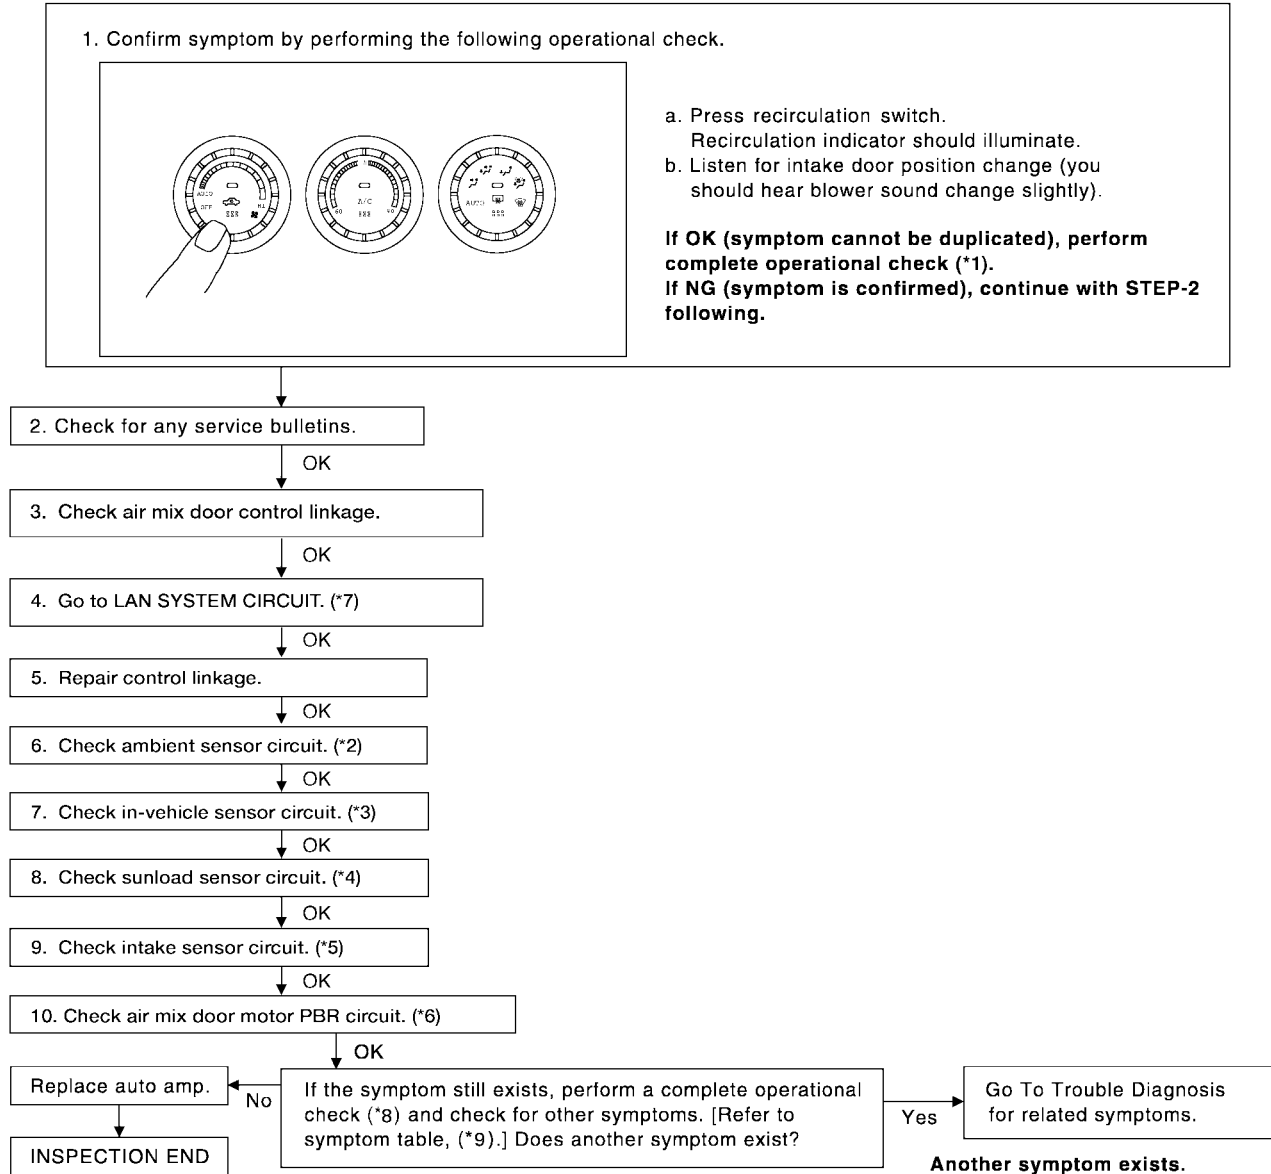 1. Confirm symptom by performing the following operational check.
AUTO
OFF
HI
A/C
60
90
AUTO
a. Press recirculation switch.
Recirculation indicator should illuminate.
b. Listen for intake door position change (you
should hear blower sound change slightly).
If OK (symptom cannot be duplicated), perform
complete operational check (*1).
If NG (symptom is confirmed), continue with STEP-2
following.
2. Check for any service bulletins.
OK
3. Check air mix door control linkage.
OK
4. Go to LAN SYSTEM CIRCUIT. (*7)
OK
5. Repair control linkage.
OK
6. Check ambient sensor circuit. (*2)
OK
7. Check in-vehicle sensor circuit. (*3)
OK
8. Check sunload sensor circuit. (*4)
OK
9. Check intake sensor circuit. (*5)
OK
10. Check air mix door motor PBR circuit. (*6)
OK
Replace auto amp.
No
If the symptom still exists, perform a complete operational
check (*8) and check for other symptoms. [Refer to
symptom table, (*9).] Does another symptom exist?
Yes
Go To Trouble Diagnosis
for related symptoms.
INSPECTION END
Another symptom exists.